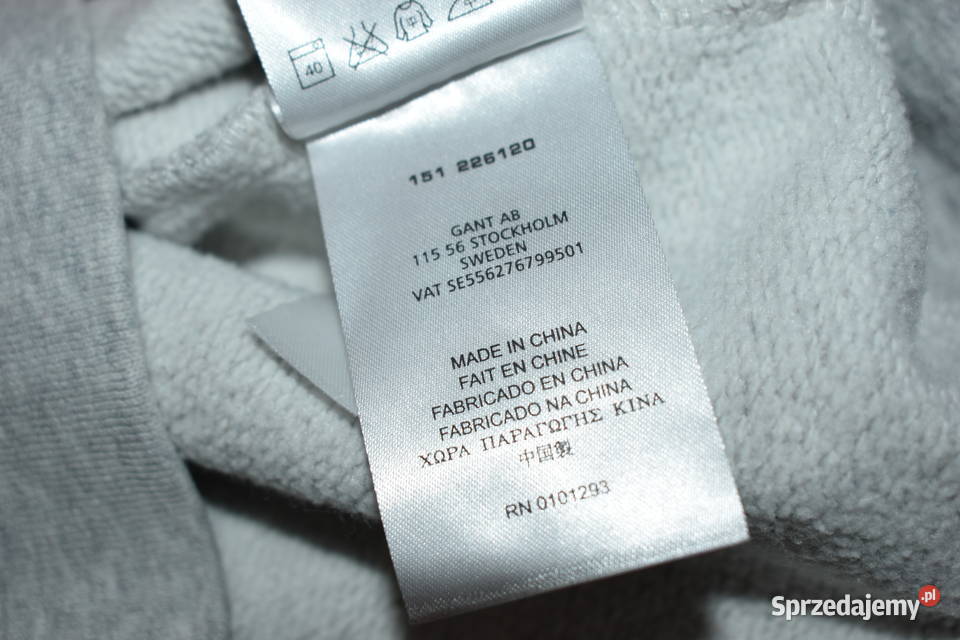 40
151 226120
GANT AB
115 56 STOCKHOLM
SWEDEN
VAT SE556276799501
MADE IN CHINA
FAIT EN CHINE
FABRICADO EN CHINA
FABRICADO NA CHINA
ΧΩΡΑ ΠΑΡΑΓΩΓΗΣ ΚΙΝΑ
中国製
RN 0101293
Sprzedajemy.pl